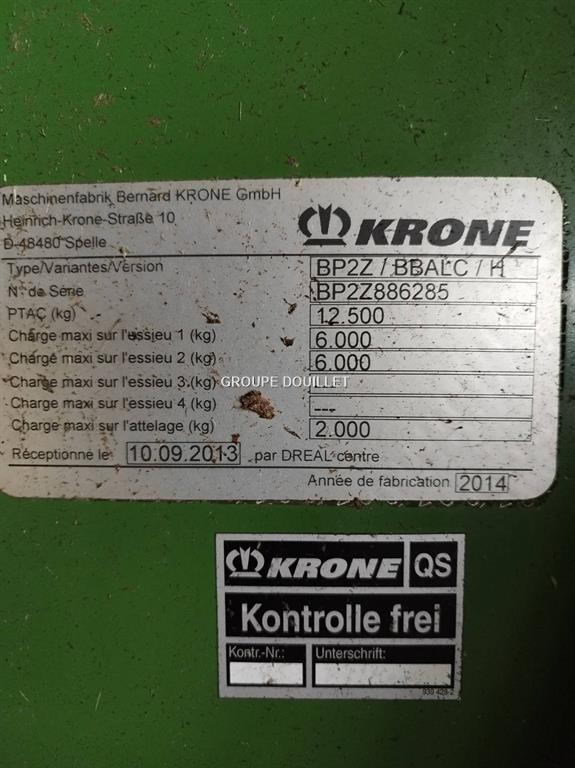 Maschinenfabrik Bernard KRONE GmbH
Heinrich-Krone-Straße 10
D-48480 Spelle
KRONE
Type/Variantes/Version BP2Z / BBALC / H
N° de Série BP2Z886285
PTAC (kg) 12.500
Charge maxi sur l'essieu 1 (kg) 6.000
Charge maxi sur l'essieu 2 (kg) 6.000
Charge maxi sur l'essieu 3 (kg)
GROUPE DOUILLET
Charge maxi sur l'essieu 4 (kg) ---
Charge maxi sur l'attelage (kg) 2.000
Réceptionné le 10.09.2013 par DREAL centre
Année de fabrication 2014
KRONE QS
Kontrolle frei
Kontr.-Nr.: Unterschrift:
939 428-2